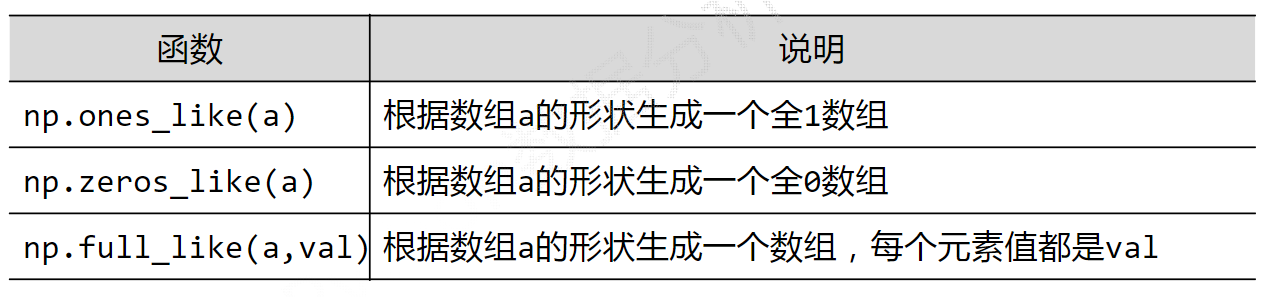 函数 说明
np.ones_like(a) 根据数组a的形状生成一个全1数组
np.zeros_like(a) 根据数组a的形状生成一个全0数组
np.full_like(a,val) 根据数组a的形状生成一个数组，每个元素值都是val